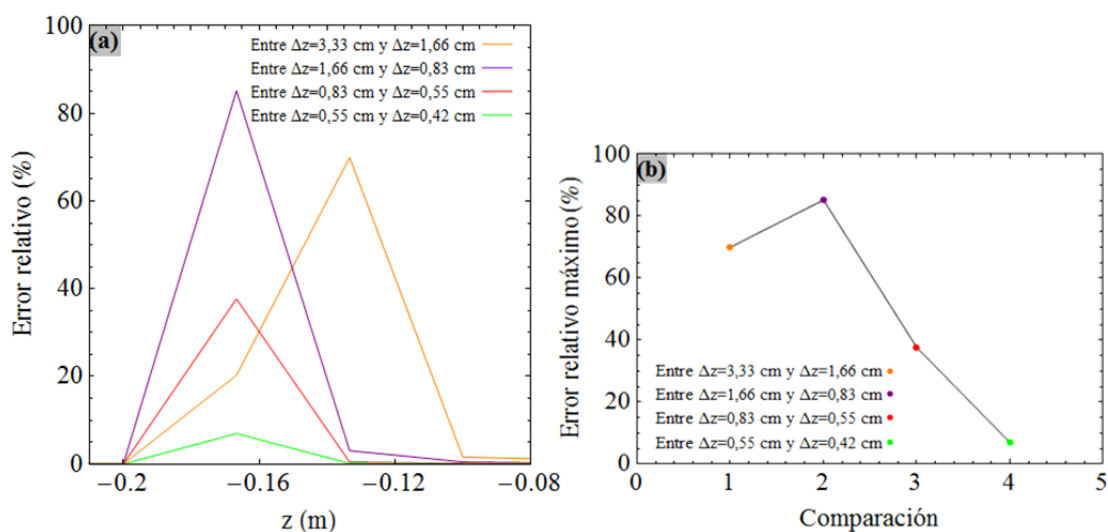 (a)
100
80
60
40
20
0
Error relativo (%)
Entre Δz=3,33 cm y Δz=1,66 cm
Entre Δz=1,66 cm y Δz=0,83 cm
Entre Δz=0,83 cm y Δz=0,55 cm
Entre Δz=0,55 cm y Δz=0,42 cm
−0.2 −0.16 −0.12 −0.08
z (m)
(b)
100
80
60
40
20
0
Error relativo máximo (%)
Entre Δz=3,33 cm y Δz=1,66 cm
Entre Δz=1,66 cm y Δz=0,83 cm
Entre Δz=0,83 cm y Δz=0,55 cm
Entre Δz=0,55 cm y Δz=0,42 cm
0 1 2 3 4 5
Comparación